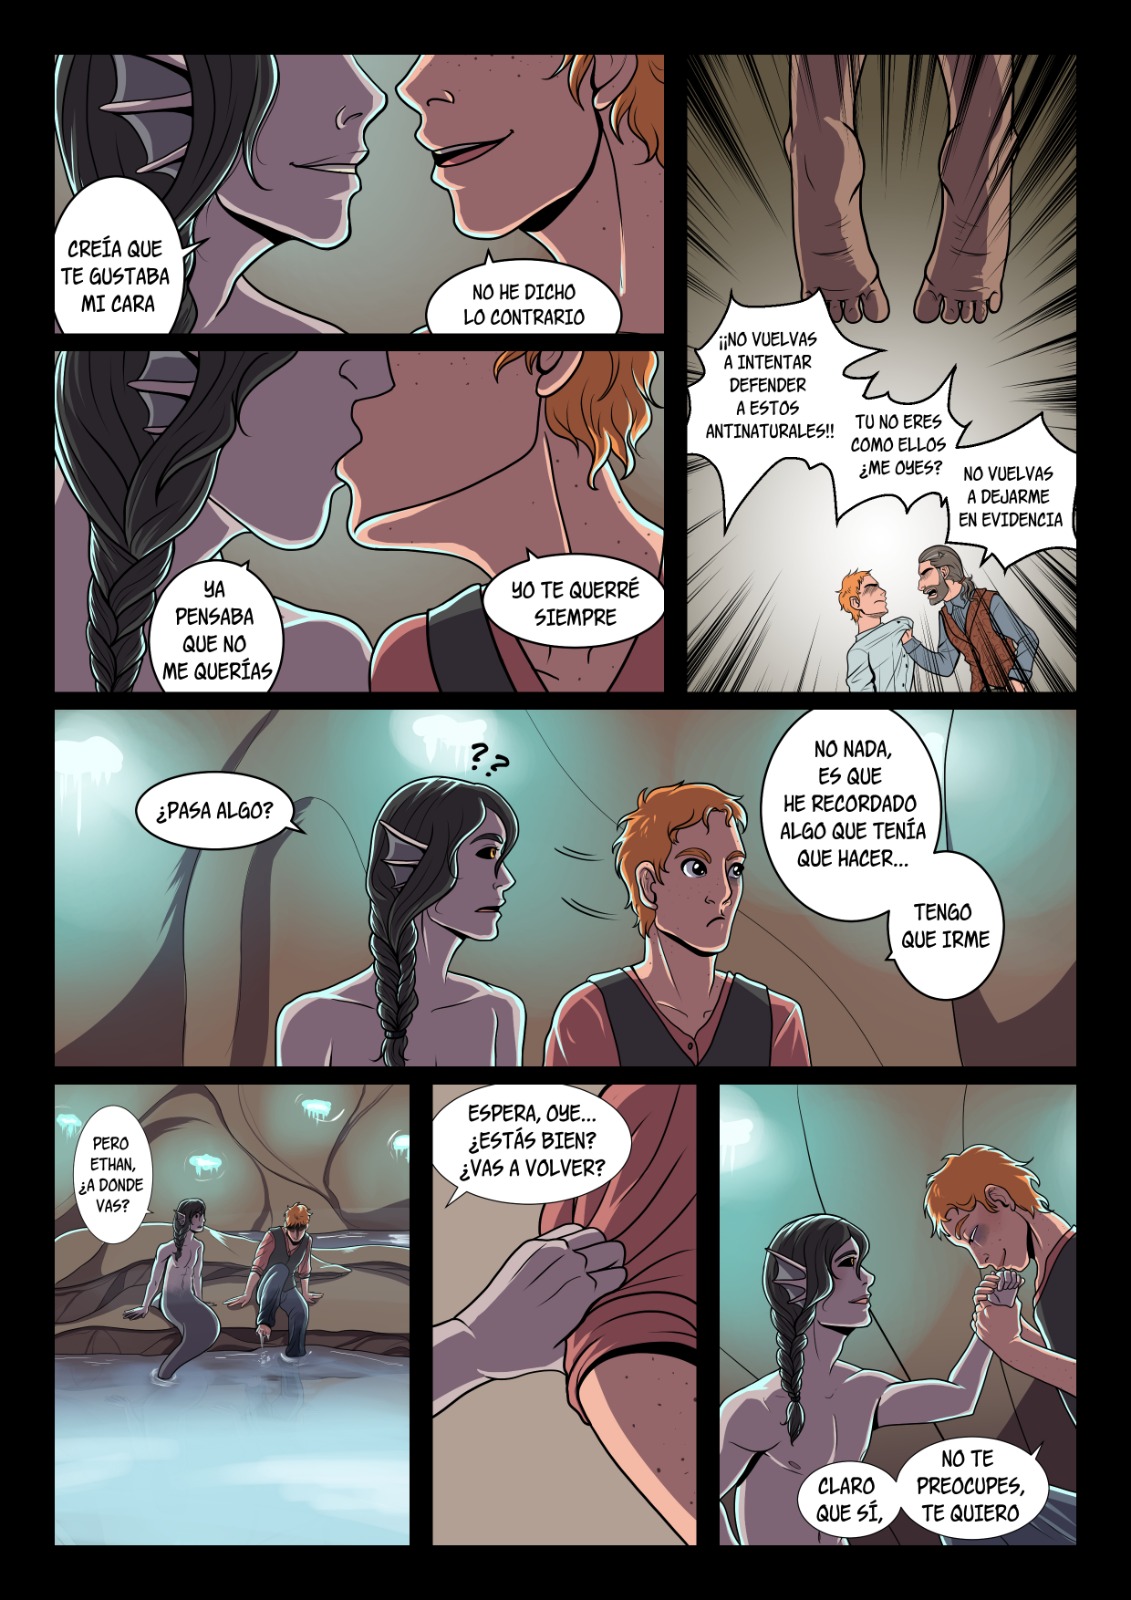 CREÍA QUE
TE GUSTABA
MI CARA
NO HE DICHO
LO CONTRARIO
YA
PENSABA
QUE NO
ME QUERÍAS
YO TE QUERRÉ
SIEMPRE
¡¡NO VUELVAS
A INTENTAR
DEFENDER
A ESTOS
ANTINATURALES!!
TU NO ERES
COMO ELLOS
¿ME OYES?
NO VUELVAS
A DEJARME
EN EVIDENCIA
??
¿PASA ALGO?
NO NADA,
ES QUE
HE RECORDADO
ALGO QUE TENÍA
QUE HACER...
TENGO
QUE IRME
PERO
ETHAN,
¿A DONDE
VAS?
ESPERA, OYE...
¿ESTÁS BIEN?
¿VAS A VOLVER?
CLARO
QUE SÍ,
NO TE
PREOCUPES,
TE QUIERO